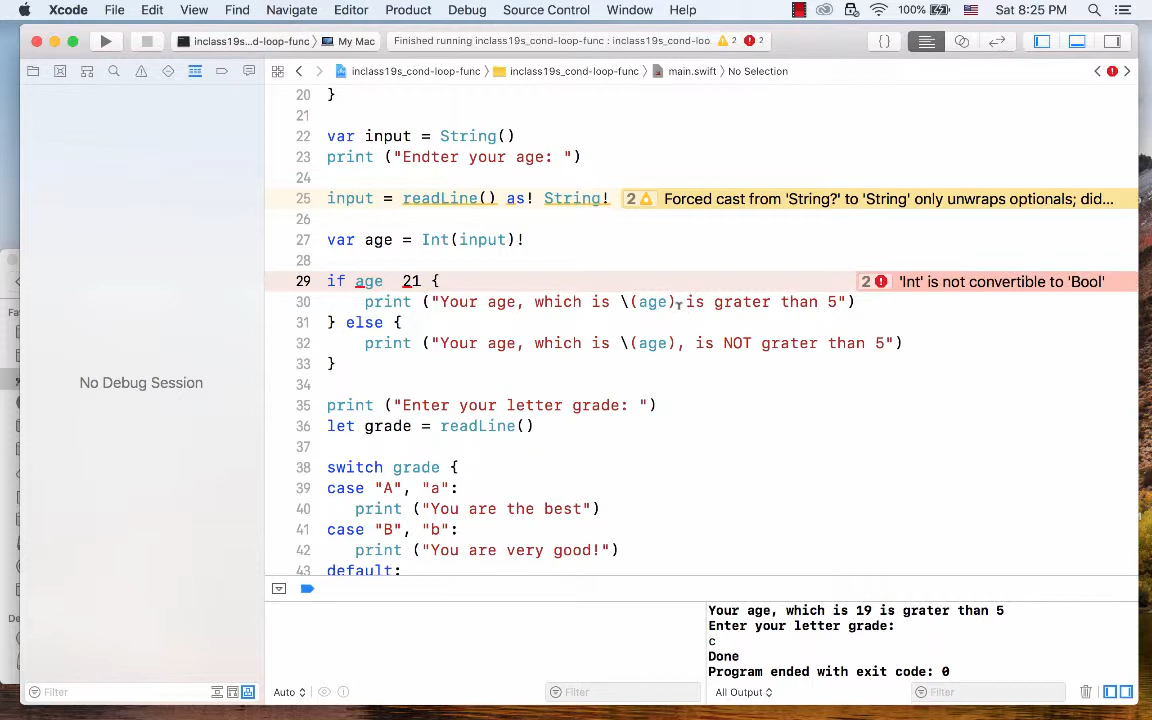 Xcode File Edit View Find Navigate Editor Product Debug Source Control Window Help 100% Sat 8:25 PM
inclass19s...d-loop-func My Mac Finished running inclass19s_cond-loop-func : inclass19s_cond-loo 2 2
inclass19s_cond-loop-func inclass19s_cond-loop-func main.swift No Selection
20 }
21
22 var input = String()
23 print ("Endter your age: ")
24
25 input = readLine() as! String! 2 Forced cast from 'String?' to 'String' only unwraps optionals; did...
26
27 var age = Int(input)!
28
29 if age  21 { 2 'Int' is not convertible to 'Bool'
30 print ("Your age, which is \(age) is grater than 5")
31 } else {
32 print ("Your age, which is \(age), is NOT grater than 5")
33 }
34
35 print ("Enter your letter grade: ")
36 let grade = readLine()
37
38 switch grade {
39 case "A", "a":
40 print ("You are the best")
41 case "B", "b":
42 print ("You are very good!")
43 default:
No Debug Session
Your age, which is 19 is grater than 5
Enter your letter grade:
c
Done
Program ended with exit code: 0
Filter Auto Filter All Output Filter